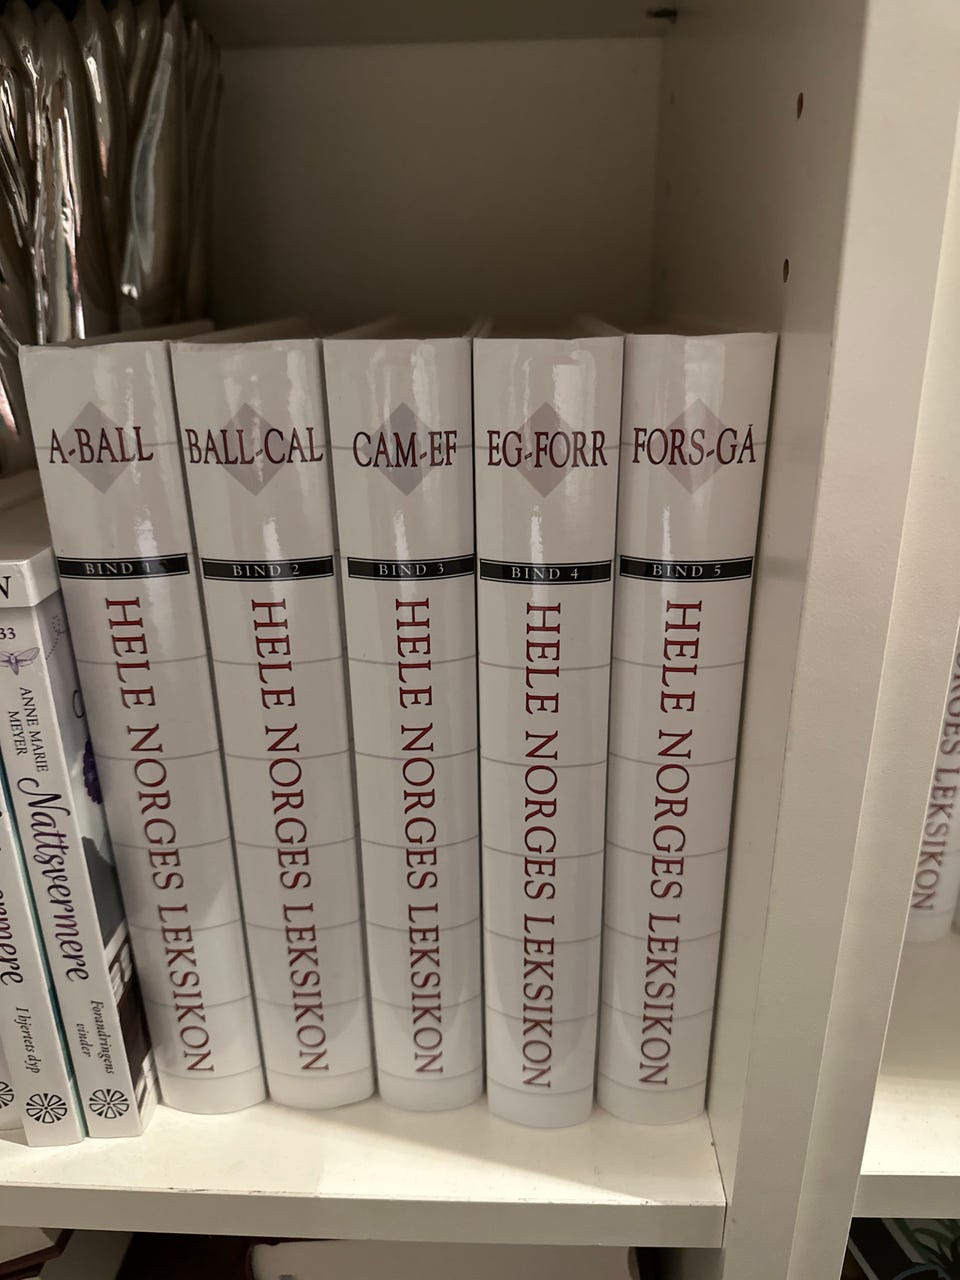 A-BALL
BIND 1
HELE NORGES LEKSIKON
BALL-CAL
BIND 2
HELE NORGES LEKSIKON
CAM-EF
BIND 3
HELE NORGES LEKSIKON
EG-FORR
BIND 4
HELE NORGES LEKSIKON
FORS-GÅ
BIND 5
HELE NORGES LEKSIKON
33
ANNE MARIE
MEYER
Nattsvermere
Forandringens
vinder
I hjertets dyp
LEKSIKON